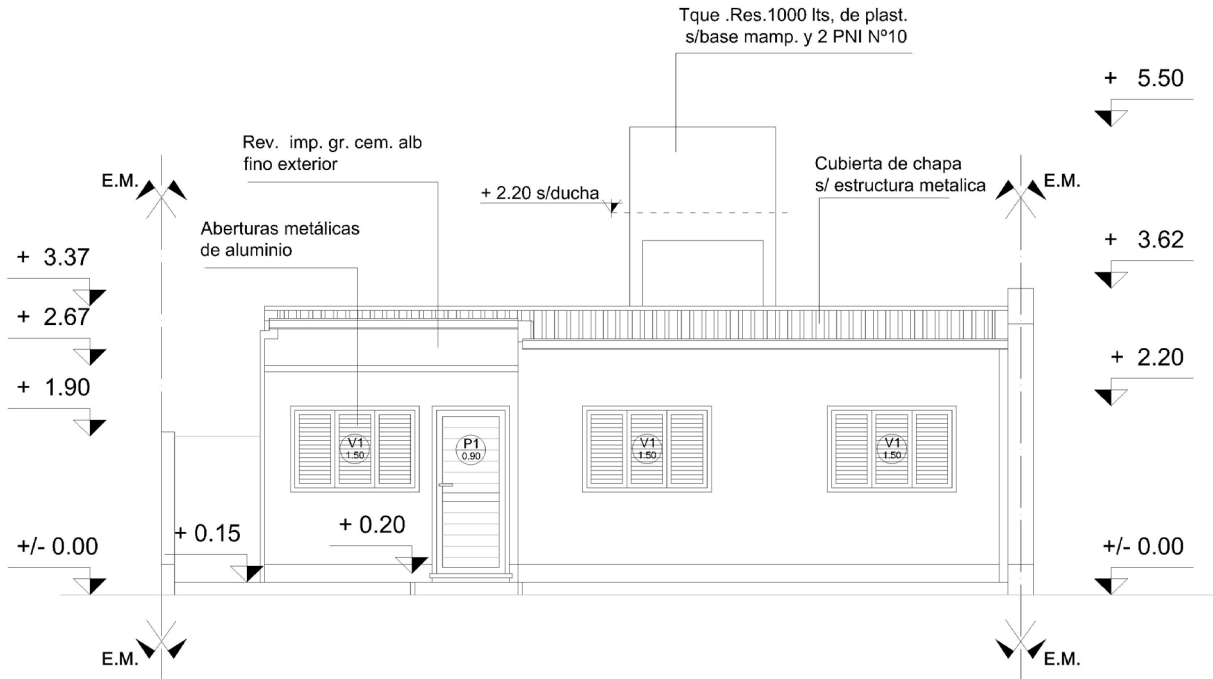 Tque .Res.1000 lts, de plast.
s/base mamp. y 2 PNI Nº10
+ 5.50
Rev. imp. gr. cem. alb
fino exterior
Cubierta de chapa
s/ estructura metalica
E.M.
+ 2.20 s/ducha
E.M.
Aberturas metálicas
de aluminio
+ 3.37
+ 3.62
+ 2.67
+ 1.90
+ 2.20
V1
1.50
P1
0.90
V1
1.50
V1
1.50
+ 0.15
+ 0.20
+/- 0.00
+/- 0.00
E.M.
E.M.